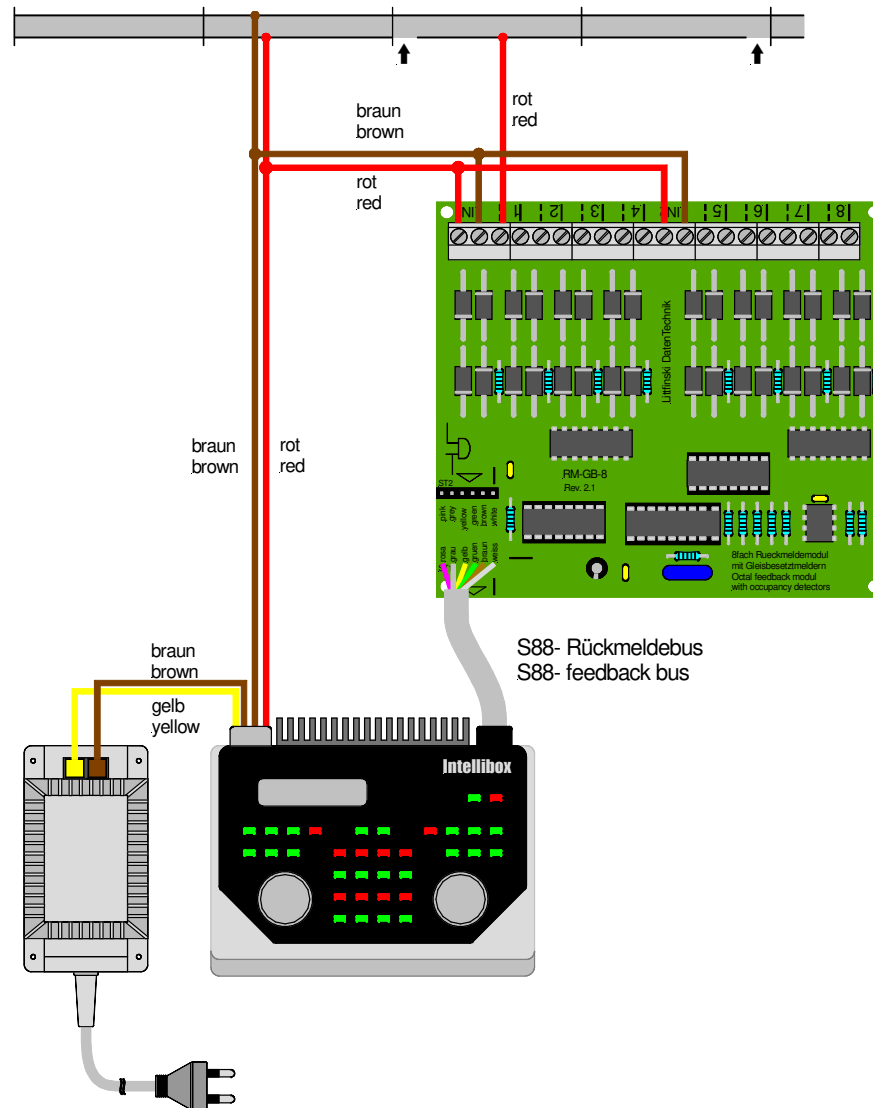 rot
red
braun
brown
rot
red
IN
1
2
3
4
IN
5
6
7
8
Littfinski DatenTechnik
braun
brown
rot
red
RM-GB-8
Rev. 2.1
ST2
pink
grey
yellow
green
brown
white
rosa
grau
gelb
gruen
braun
weiss
8fach Rueckmeldemodul
mit Gleisbesetztmeldern
Octal feedback modul
with occupancy detectors
S88- Rückmeldebus
S88- feedback bus
braun
brown
gelb
yellow
Intellibox